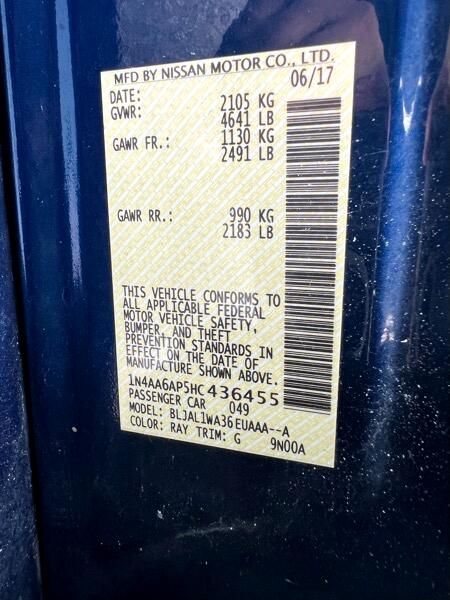 MFD BY NISSAN MOTOR CO., LTD.
DATE: 06/17
GVWR: 2105 KG
4641 LB
GAWR FR.: 1130 KG
2491 LB
GAWR RR.: 990 KG
2183 LB
THIS VEHICLE CONFORMS TO
ALL APPLICABLE FEDERAL
MOTOR VEHICLE SAFETY,
BUMPER, AND THEFT
PREVENTION STANDARDS IN
EFFECT ON THE DATE OF
MANUFACTURE SHOWN ABOVE.
1N4AA6AP5HC436455
PASSENGER CAR 049
MODEL: BLJAL1WA36EUAAA--A
COLOR: RAY TRIM: G 9N00A